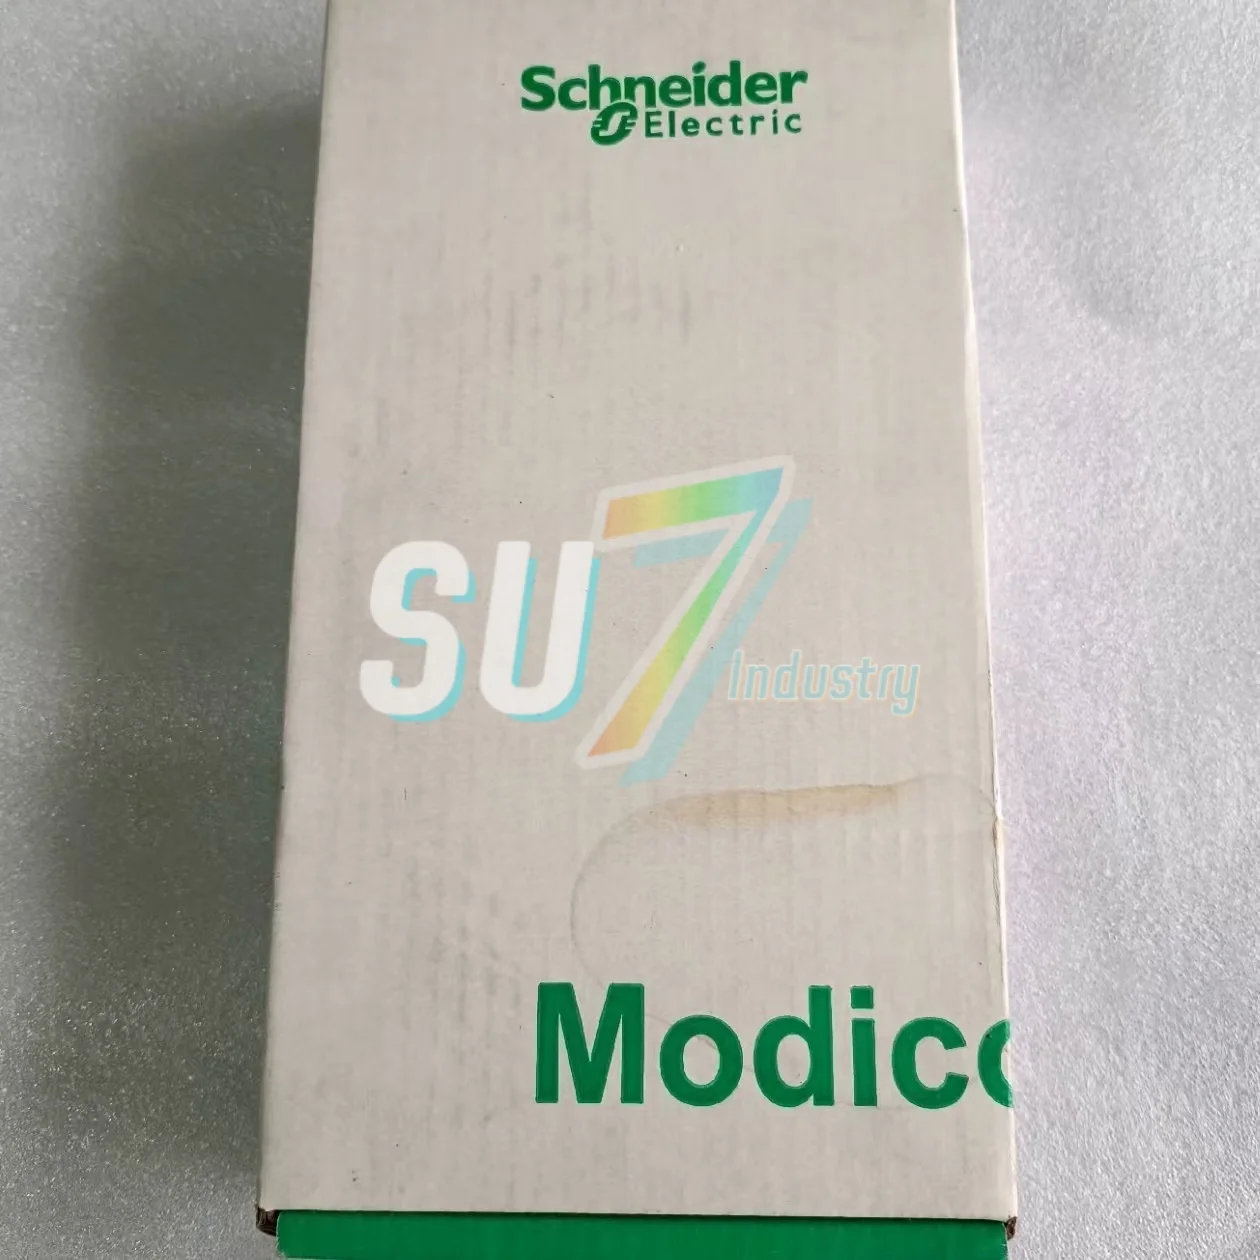 Schneider
Electric
SU7
industry
Modico